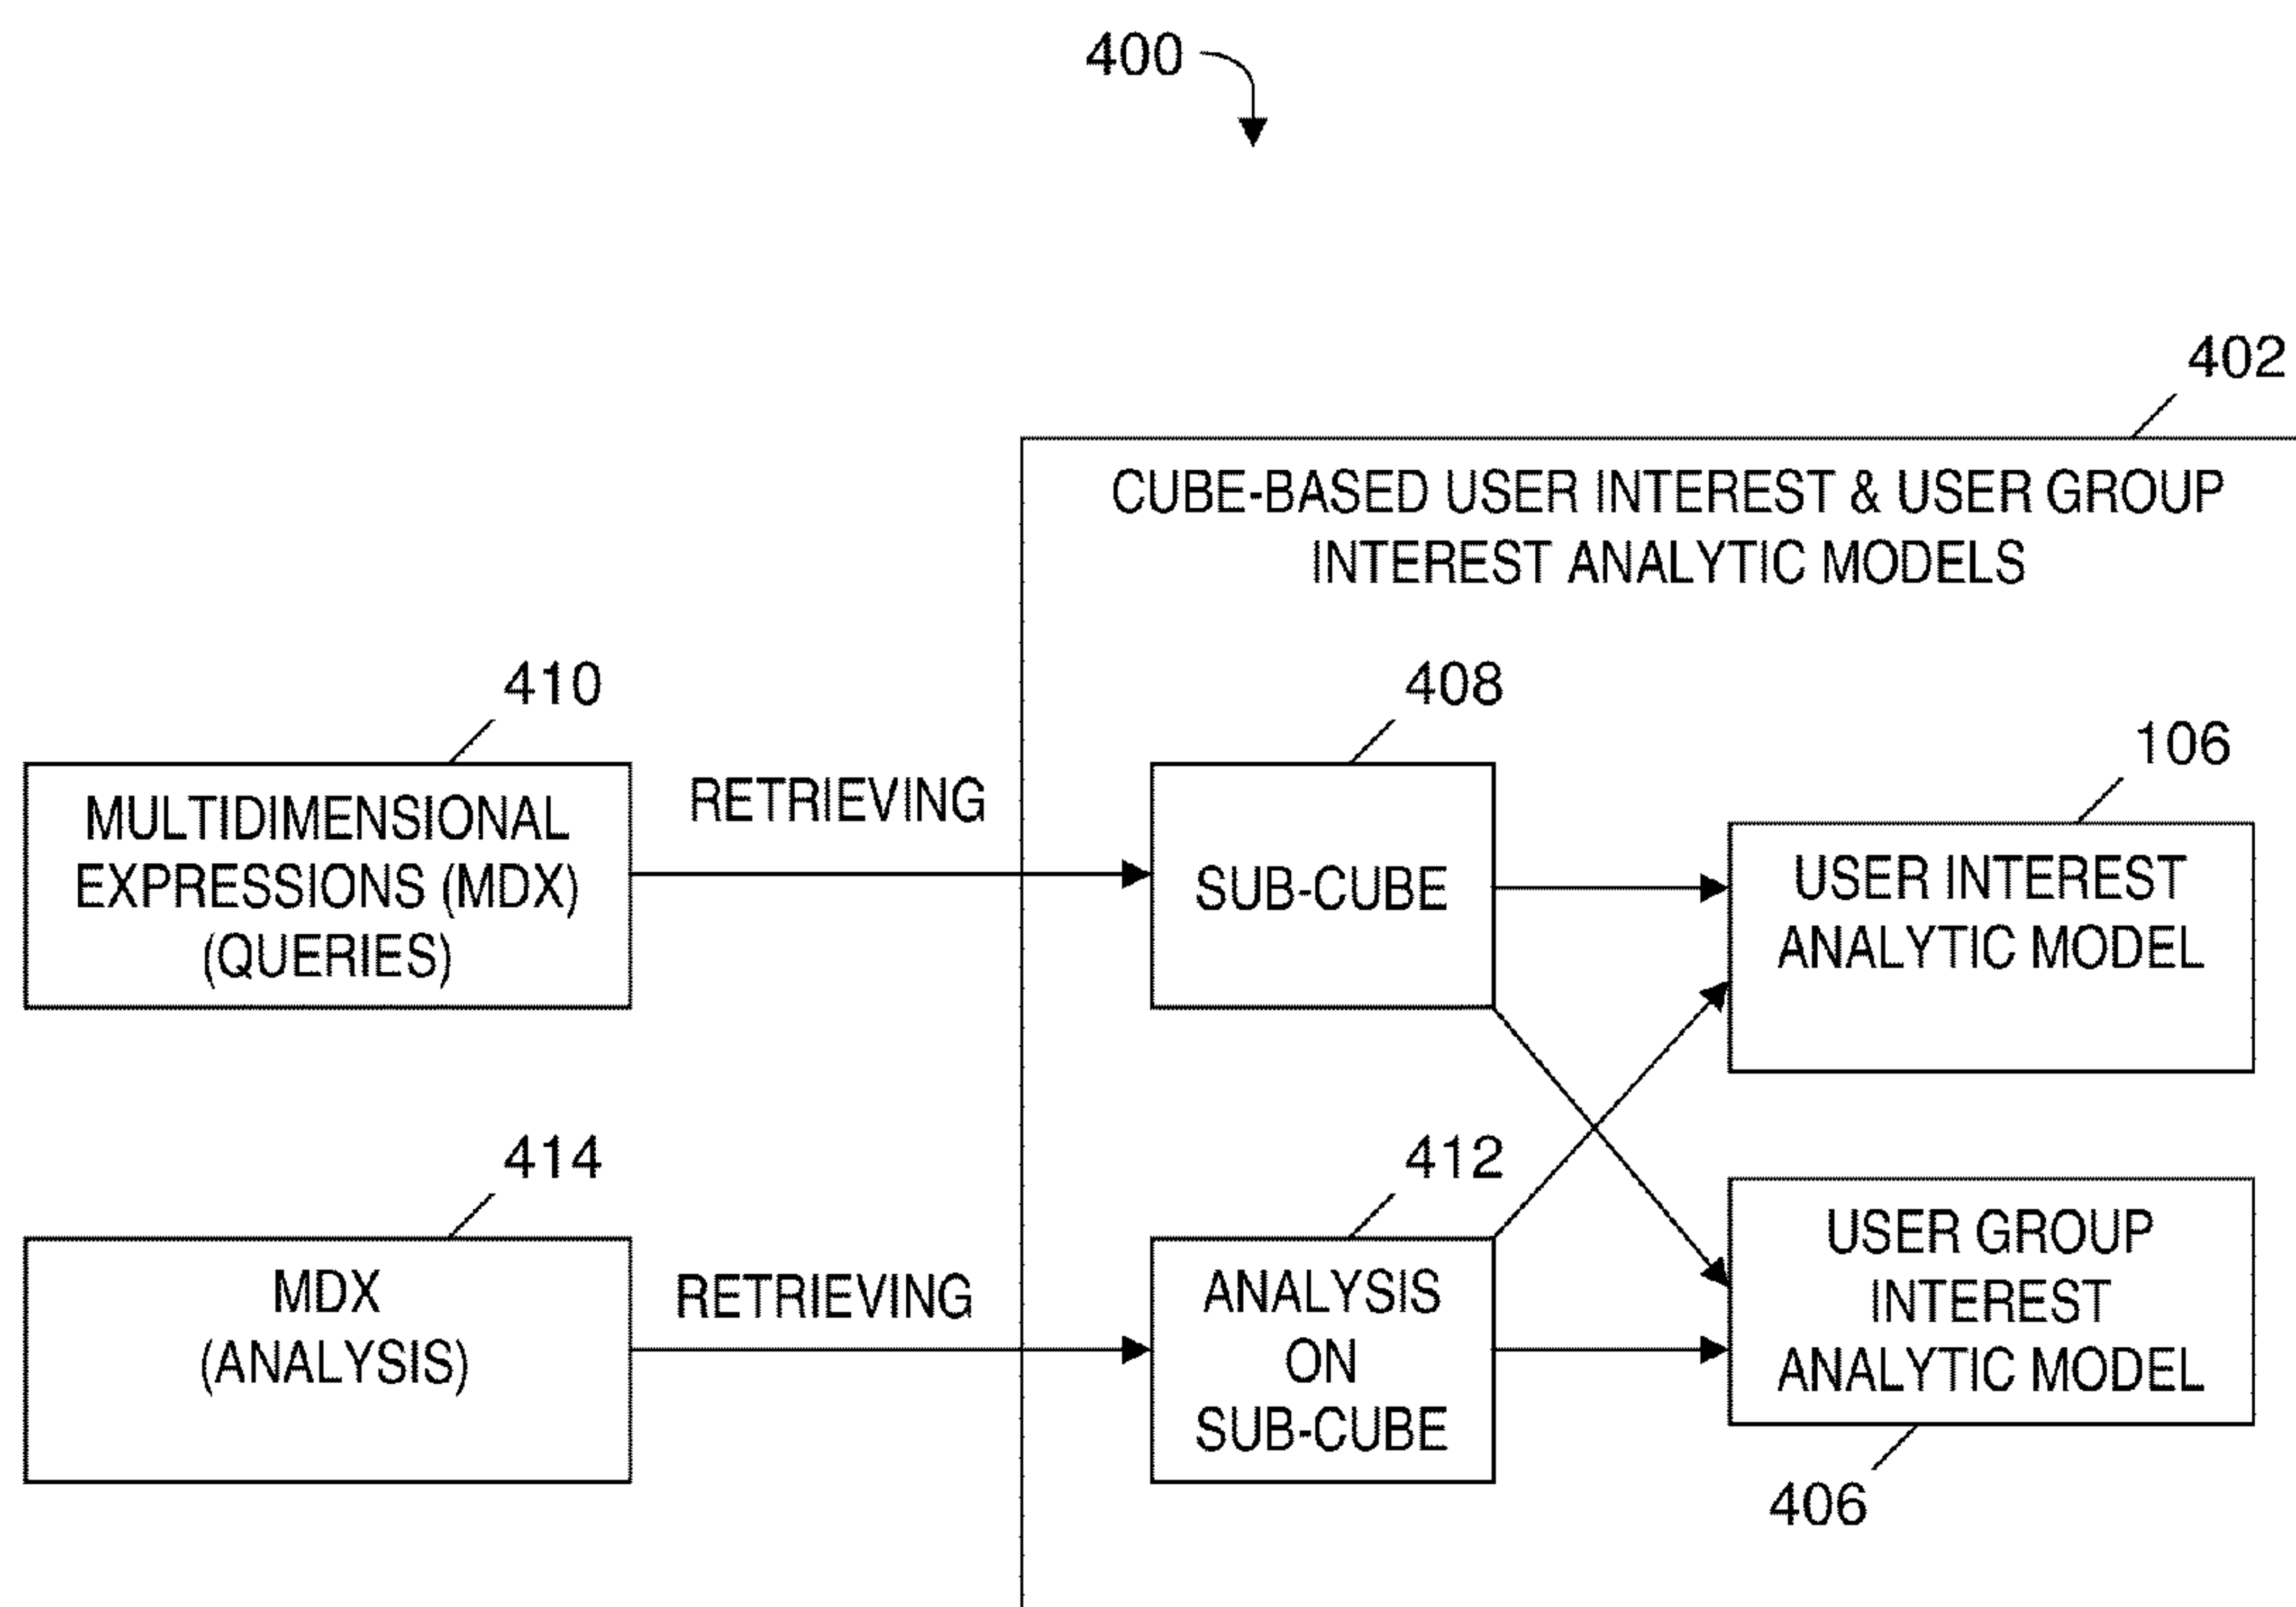 400
402
CUBE-BASED USER INTEREST & USER GROUP
INTEREST ANALYTIC MODELS
410
MULTIDIMENSIONAL
EXPRESSIONS (MDX)
(QUERIES)
RETRIEVING
408
SUB-CUBE
106
USER INTEREST
ANALYTIC MODEL
414
MDX
(ANALYSIS)
RETRIEVING
412
ANALYSIS
ON
SUB-CUBE
USER GROUP
INTEREST
ANALYTIC MODEL
406